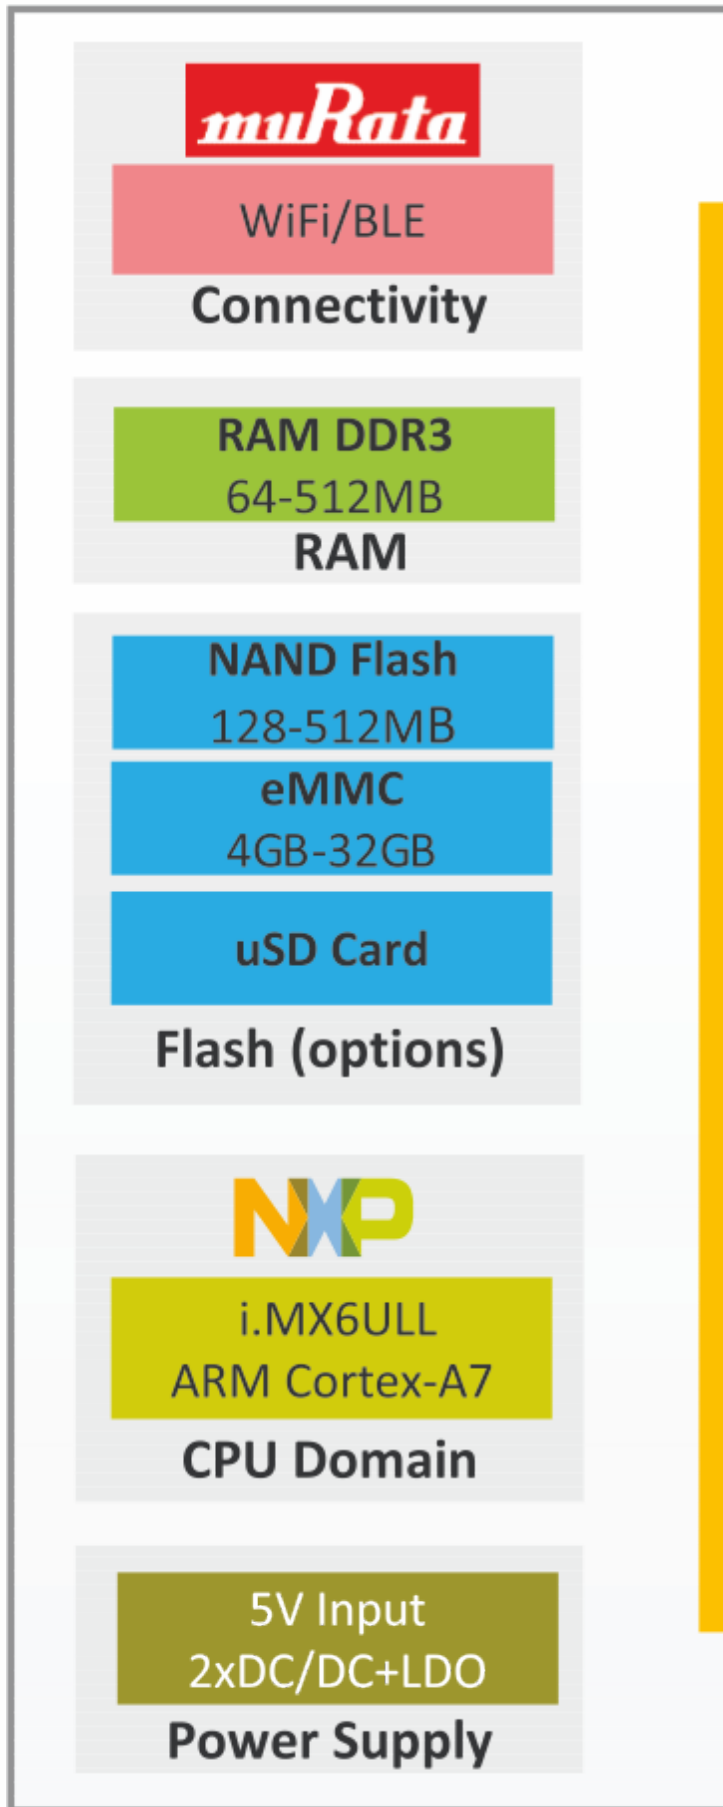 muRata
WiFi/BLE
Connectivity
RAM DDR3
64-512MB
RAM
NAND Flash
128-512MB
eMMC
4GB-32GB
uSD Card
Flash (options)
NXP
i.MX6ULL
ARM Cortex-A7
CPU Domain
5V Input
2xDC/DC+LDO
Power Supply